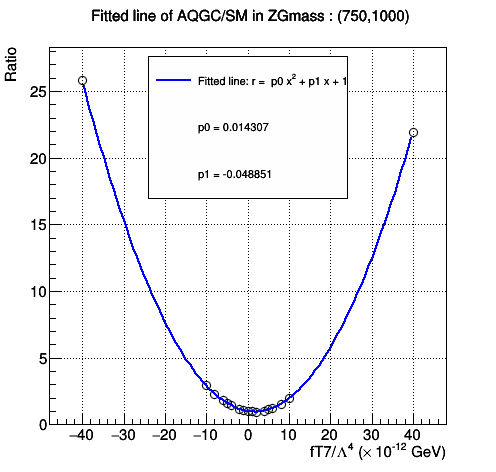 Fitted line of AQGC/SM in ZGmass : (750,1000)
Ratio
Fitted line: r = p0 x² + p1 x + 1
p0 = 0.014307
p1 = -0.048851
25
20
15
10
5
0
−40 −30 −20 −10 0 10 20 30 40
fT7/Λ⁴ (× 10⁻¹² GeV)